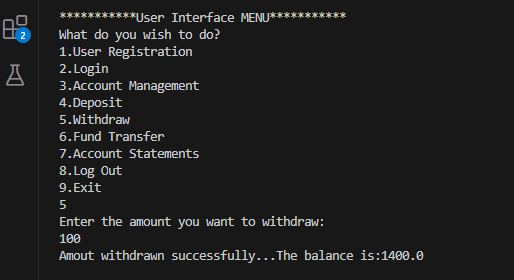 ***********User Interface MENU***********
What do you wish to do?
1.User Registration
2.Login
3.Account Management
4.Deposit
5.Withdraw
6.Fund Transfer
7.Account Statements
8.Log Out
9.Exit
5
Enter the amount you want to withdraw:
100
Amout withdrawn successfully...The balance is:1400.0
2